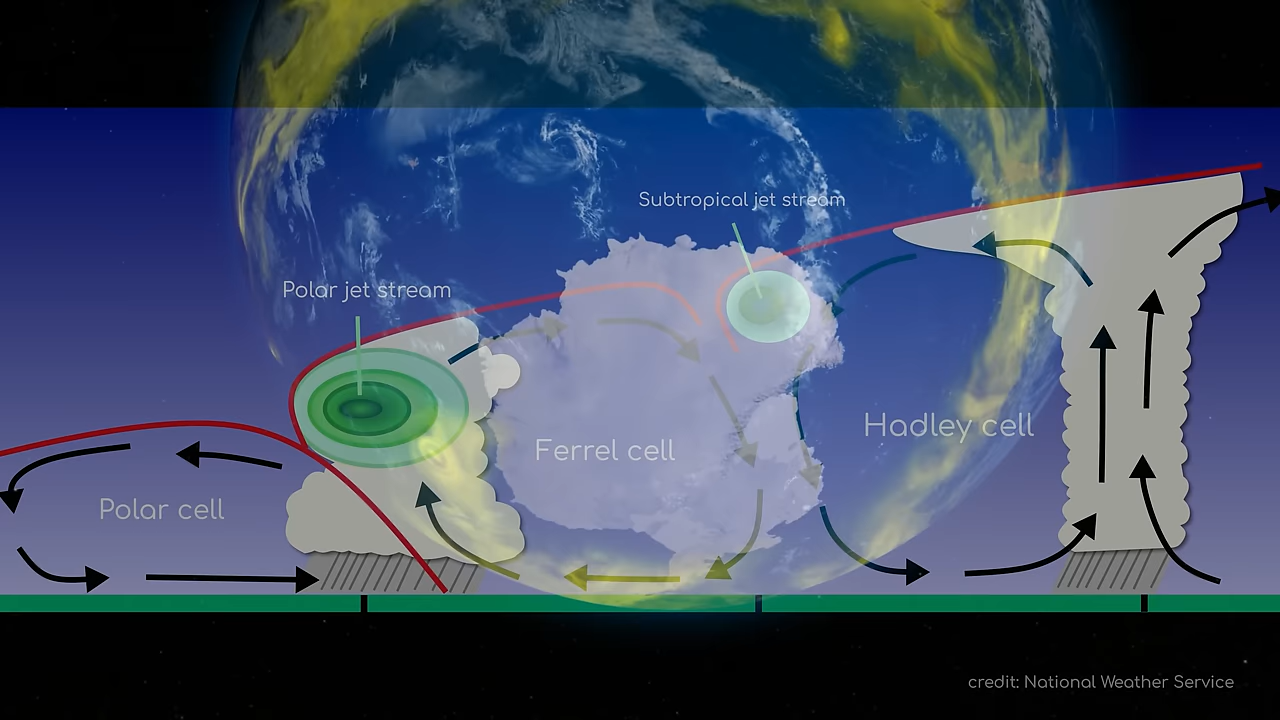 Subtropical jet stream
Polar jet stream
Hadley cell
Ferrel cell
Polar cell
credit: National Weather Service